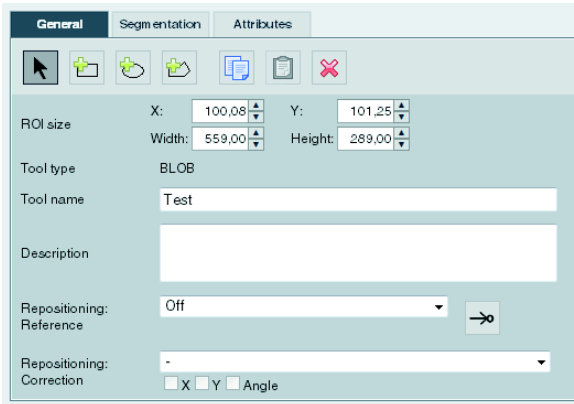 General Segmentation Attributes
ROI size X: 100,08 Y: 101,25
Width: 559,00 Height: 289,00
Tool type BLOB
Tool name Test
Description
Repositioning: Off
Reference
Repositioning: -
Correction X Y Angle